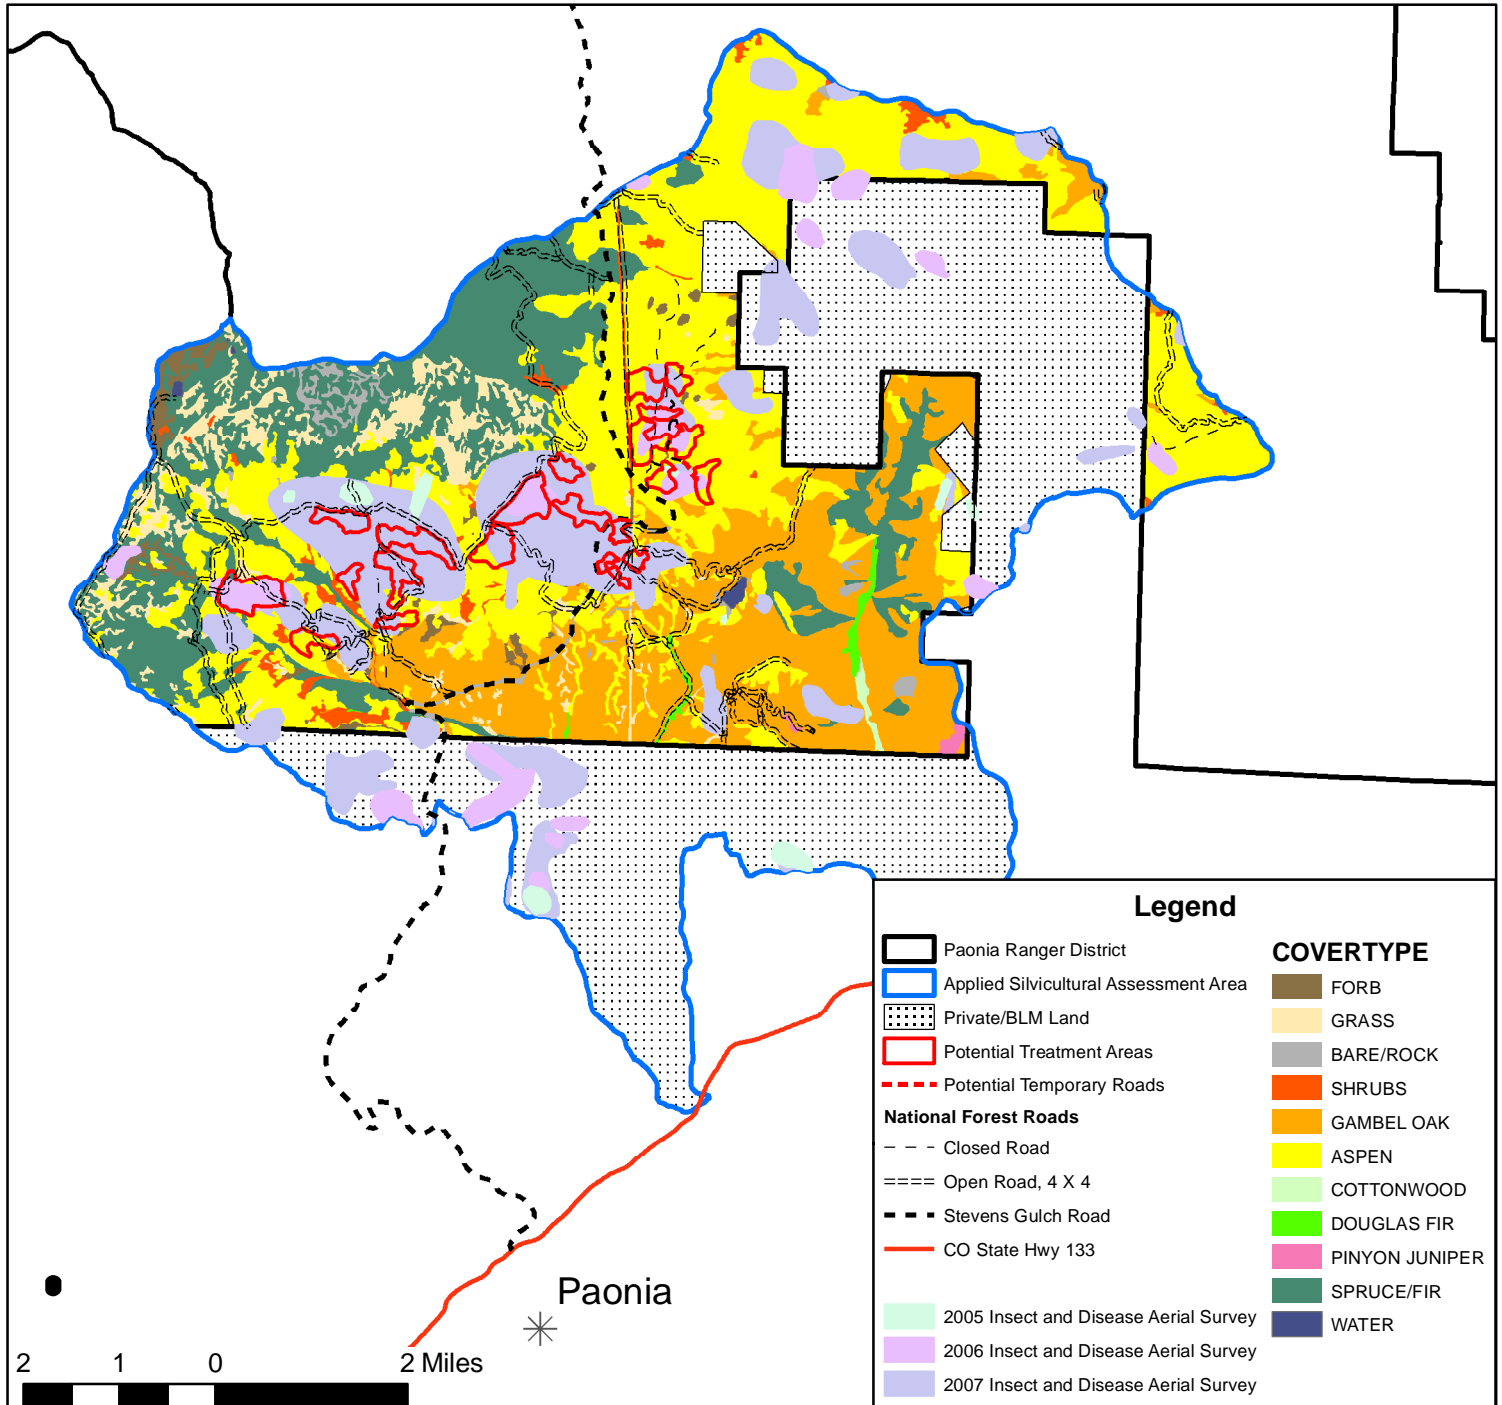 Legend
Paonia Ranger District
Applied Silvicultural Assessment Area
Private/BLM Land
Potential Treatment Areas
Potential Temporary Roads
National Forest Roads
Closed Road
Open Road, 4 X 4
Stevens Gulch Road
CO State Hwy 133
2005 Insect and Disease Aerial Survey
2006 Insect and Disease Aerial Survey
2007 Insect and Disease Aerial Survey
COVERTYPE
FORB
GRASS
BARE/ROCK
SHRUBS
GAMBEL OAK
ASPEN
COTTONWOOD
DOUGLAS FIR
PINYON JUNIPER
SPRUCE/FIR
WATER
Paonia
2 1 0 2 Miles